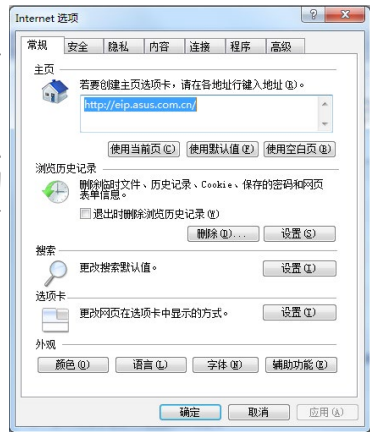 Internet 选项
常规 安全 隐私 内容 连接 程序 高级
主页
若要创建主页选项卡，请在各地址行键入地址(R)。
http://eip.asus.com.cn/
使用当前页(C) 使用默认值(F) 使用空白页(B)
浏览历史记录
删除临时文件、历史记录、Cookie、保存的密码和网页
表单信息。
退出时删除浏览历史记录(W)
删除(D)... 设置(S)
搜索
更改搜索默认值。 设置(I)
选项卡
更改网页在选项卡中显示的方式。 设置(T)
外观
颜色(O) 语言(L) 字体(N) 辅助功能(E)
确定 取消 应用(A)